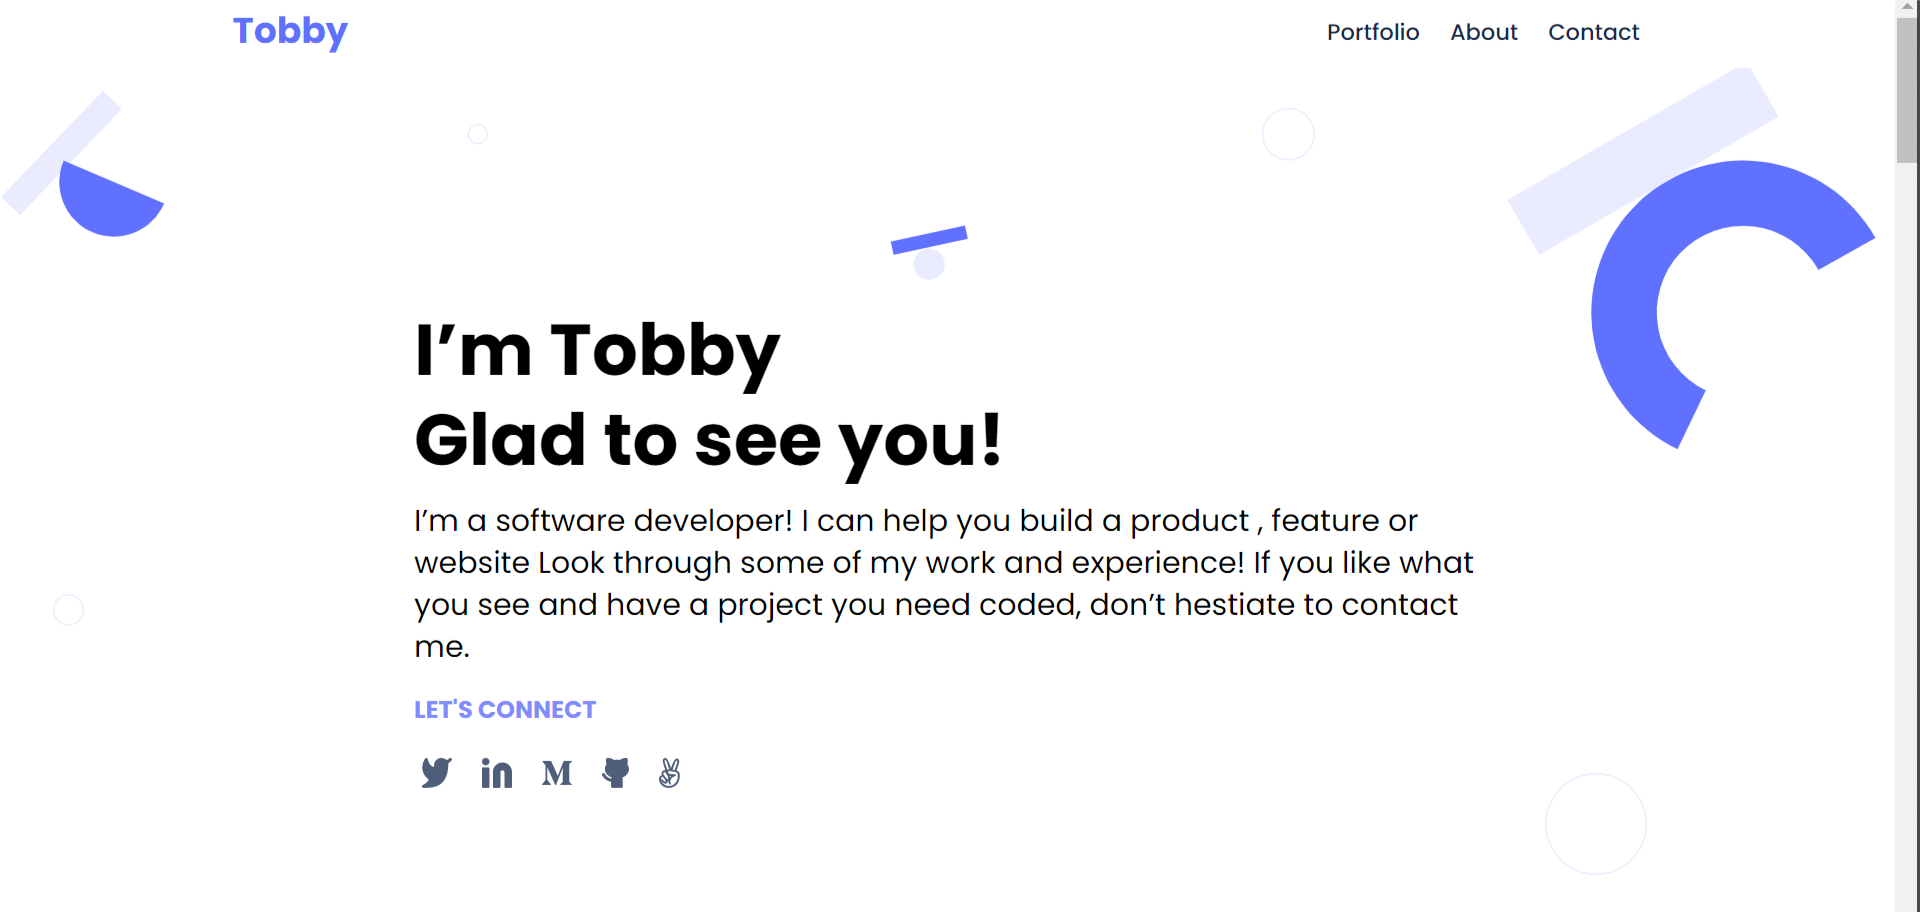 Tobby
Portfolio About Contact
I’m Tobby
Glad to see you!
I’m a software developer! I can help you build a product , feature or
website Look through some of my work and experience! If you like what
you see and have a project you need coded, don’t hestiate to contact
me.
LET'S CONNECT